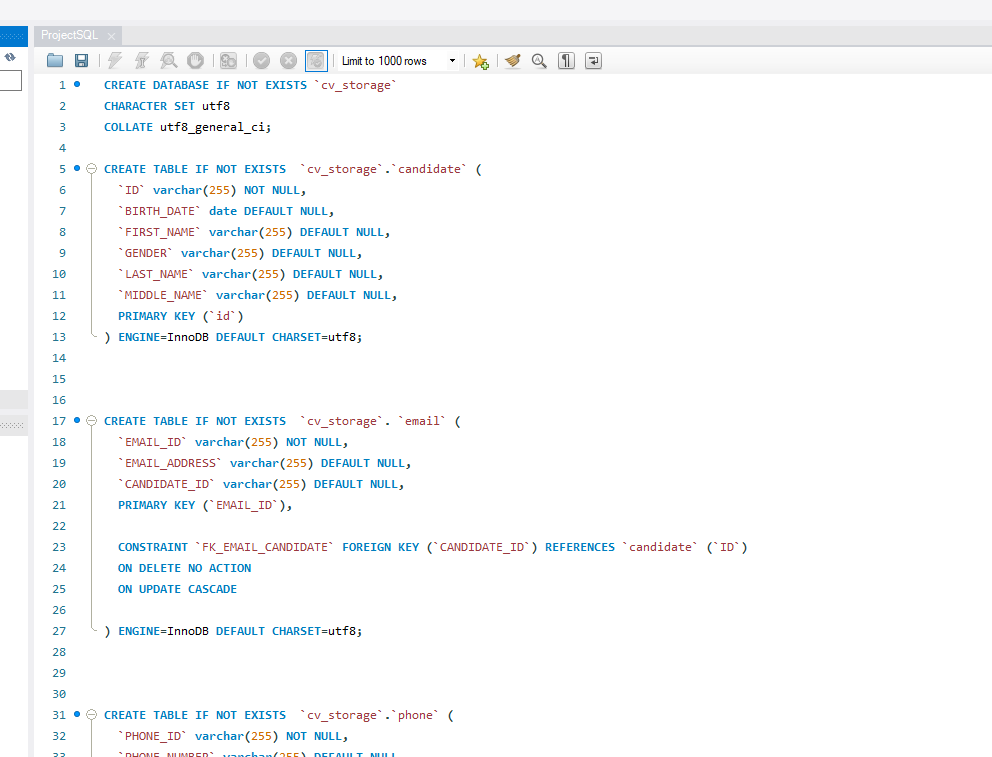 ProjectSQL
Limit to 1000 rows
1 CREATE DATABASE IF NOT EXISTS `cv_storage`
2 CHARACTER SET utf8
3 COLLATE utf8_general_ci;
4
5 CREATE TABLE IF NOT EXISTS  `cv_storage`.`candidate` (
6 `ID` varchar(255) NOT NULL,
7 `BIRTH_DATE` date DEFAULT NULL,
8 `FIRST_NAME` varchar(255) DEFAULT NULL,
9 `GENDER` varchar(255) DEFAULT NULL,
10 `LAST_NAME` varchar(255) DEFAULT NULL,
11 `MIDDLE_NAME` varchar(255) DEFAULT NULL,
12 PRIMARY KEY (`id`)
13 ) ENGINE=InnoDB DEFAULT CHARSET=utf8;
14
15
16
17 CREATE TABLE IF NOT EXISTS  `cv_storage`. `email` (
18 `EMAIL_ID` varchar(255) NOT NULL,
19 `EMAIL_ADDRESS` varchar(255) DEFAULT NULL,
20 `CANDIDATE_ID` varchar(255) DEFAULT NULL,
21 PRIMARY KEY (`EMAIL_ID`),
22
23 CONSTRAINT `FK_EMAIL_CANDIDATE` FOREIGN KEY (`CANDIDATE_ID`) REFERENCES `candidate` (`ID`)
24 ON DELETE NO ACTION
25 ON UPDATE CASCADE
26
27 ) ENGINE=InnoDB DEFAULT CHARSET=utf8;
28
29
30
31 CREATE TABLE IF NOT EXISTS  `cv_storage`.`phone` (
32 `PHONE_ID` varchar(255) NOT NULL,
33 `PHONE_NUMBER` varchar(255) DEFAULT NULL,